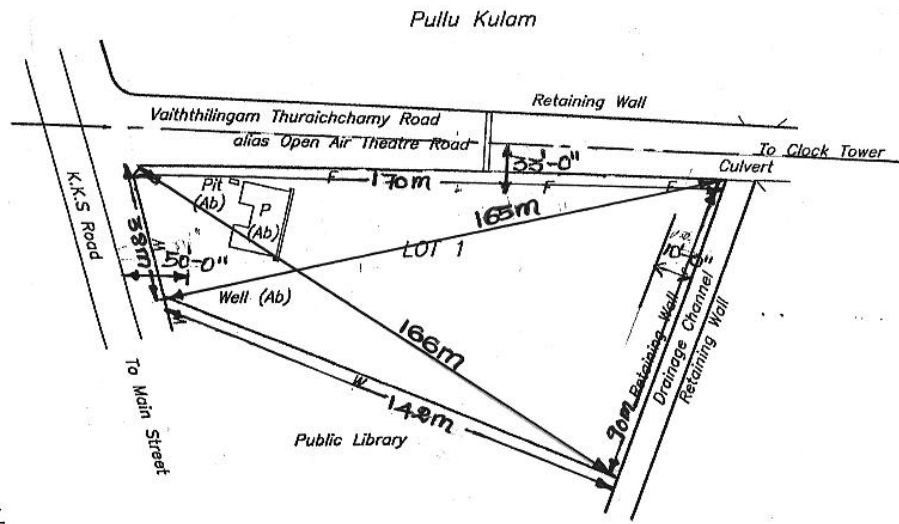 Pullu Kulam
Retaining Wall
Vaiththilingam Thuraichchamy Road
alias Open Air Theatre Road
To Clock Tower
Culvert
33'-0"
F
170m
F
F
Pit
(Ab)
P
(Ab)
165m
LOT 1
K.K.S Road
38m
W
50'-0"
Well (Ab)
10'-0"
166m
W
142m
90m
Retaining Wall
Drainage Channel
Retaining Wall
To Main Street
Public Library